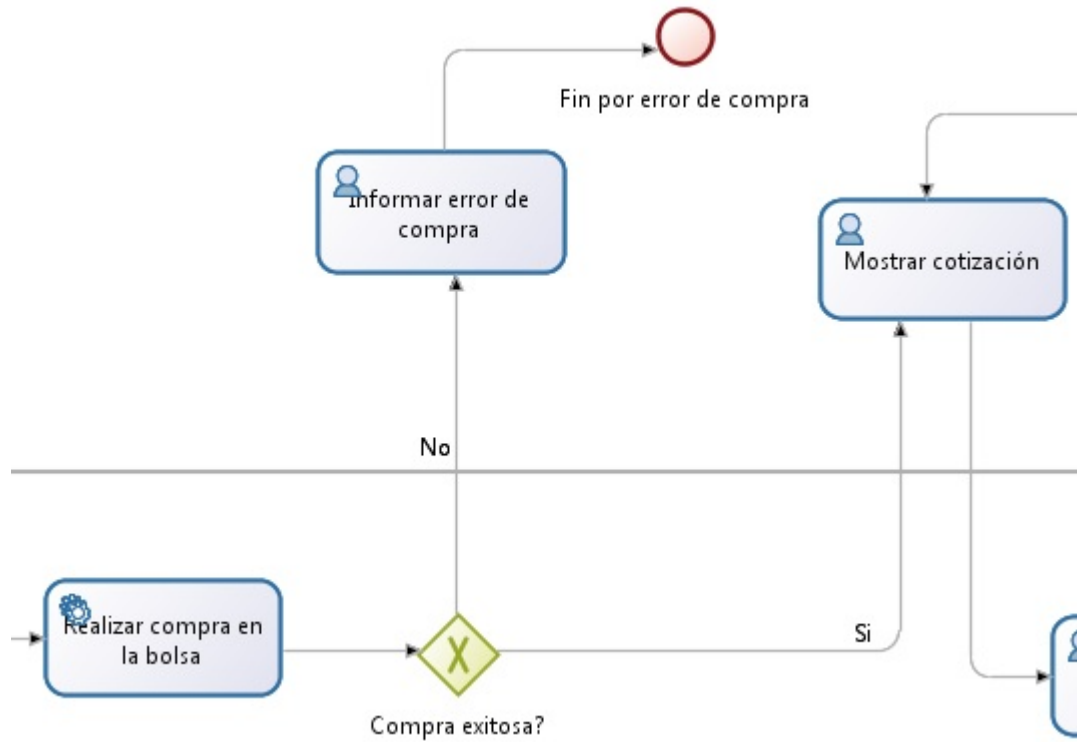 Fin por error de compra
Informar error de
compra
Mostrar cotización
No
Si
Realizar compra en
la bolsa
Compra exitosa?